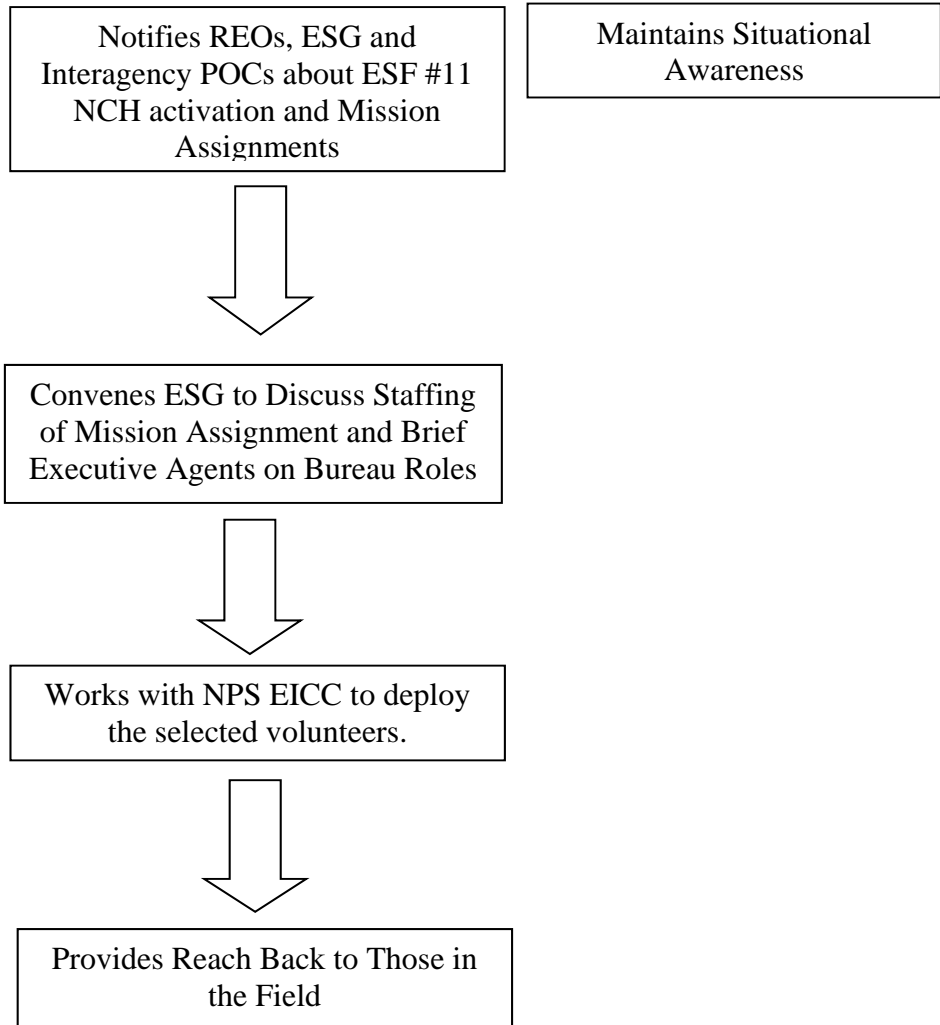 Notifies REOs, ESG and
Interagency POCs about ESF #11
NCH activation and Mission
Assignments
Maintains Situational
Awareness
Convenes ESG to Discuss Staffing
of Mission Assignment and Brief
Executive Agents on Bureau Roles
Works with NPS EICC to deploy
the selected volunteers.
Provides Reach Back to Those in
the Field